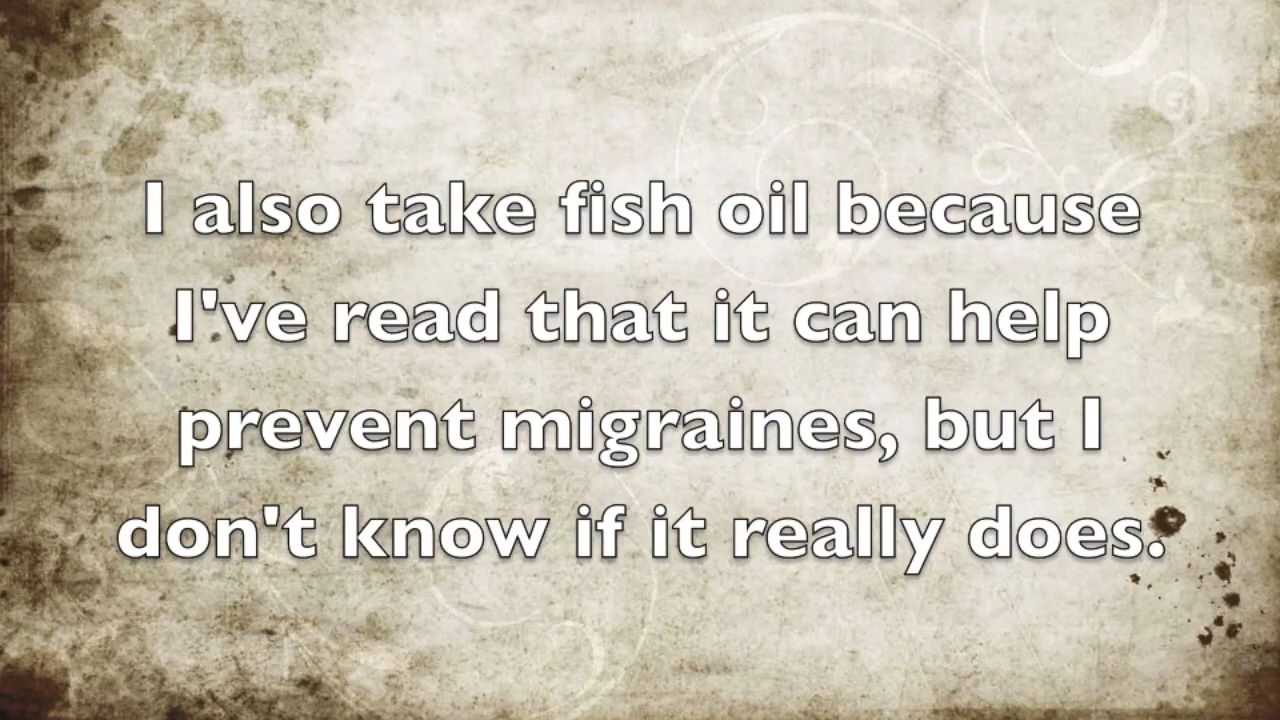 I also take fish oil because
I've read that it can help
prevent migraines, but I
don't know if it really does.